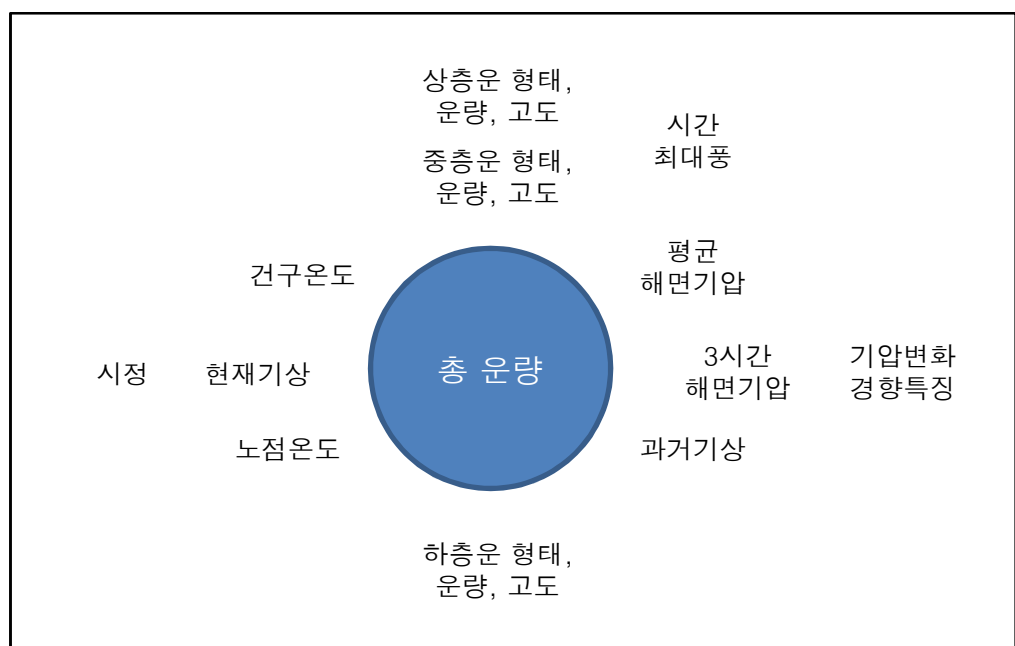 상층운 형태,
운량, 고도
시간
최대풍
중층운 형태,
운량, 고도
평균
해면기압
건구온도
시정
현재기상
총 운량
3시간
해면기압
기압변화
경향특징
노점온도
과거기상
하층운 형태,
운량, 고도